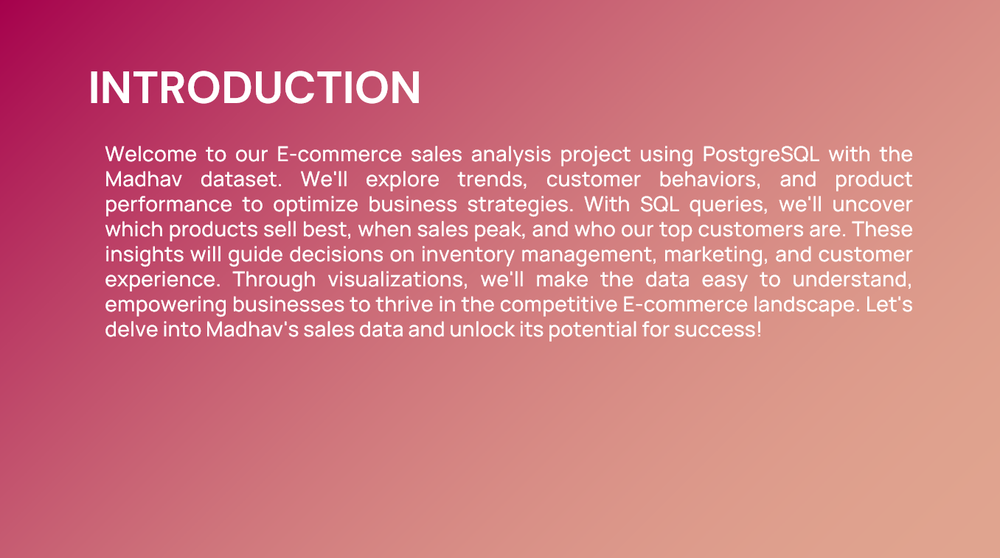 INTRODUCTION
Welcome to our E-commerce sales analysis project using PostgreSQL with the
Madhav dataset. We'll explore trends, customer behaviors, and product
performance to optimize business strategies. With SQL queries, we'll uncover
which products sell best, when sales peak, and who our top customers are. These
insights will guide decisions on inventory management, marketing, and customer
experience. Through visualizations, we'll make the data easy to understand,
empowering businesses to thrive in the competitive E-commerce landscape. Let's
delve into Madhav's sales data and unlock its potential for success!